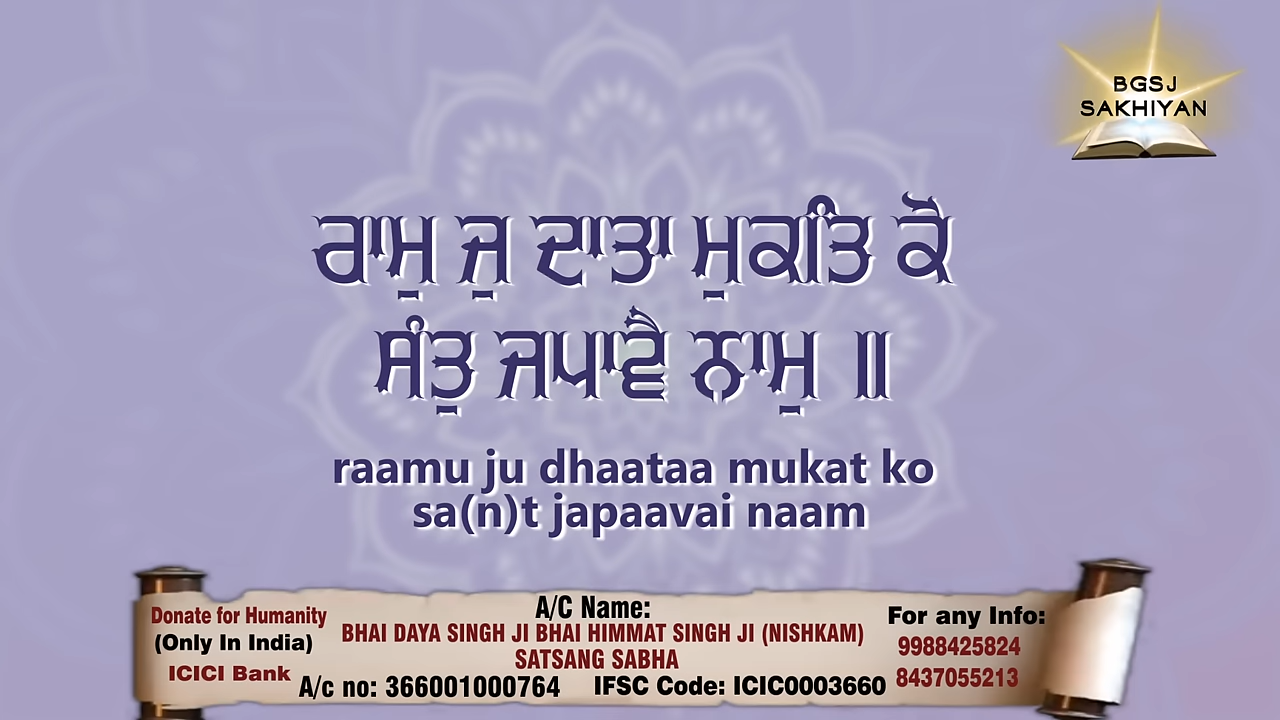 BGSJ
SAKHIYAN
ਰਾਮੁ ਜੁ ਦਾਤਾ ਮੁਕਤਿ ਕੋ
ਸੰਤੁ ਜਪਾਵੈ ਨਾਮੁ ॥
raamu ju dhaataa mukat ko
sa(n)t japaavai naam
Donate for Humanity
(Only In India)
ICICI Bank
A/C Name:
BHAI DAYA SINGH JI BHAI HIMMAT SINGH JI (NISHKAM)
SATSANG SABHA
A/c no: 366001000764 IFSC Code: ICIC0003660
For any Info:
9988425824
8437055213